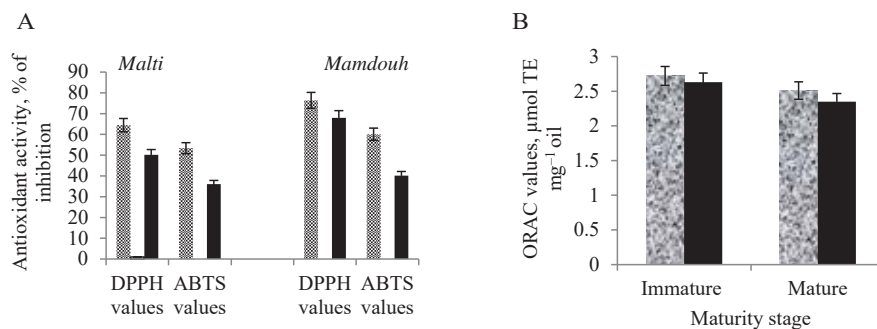 A
Malti
Mamdouh
Antioxidant activity, % of
inhibition
90
80
70
60
50
40
30
20
10
0
DPPH
values
ABTS
values
DPPH
values
ABTS
values
B
ORAC values, μmol TE
mg⁻¹ oil
3
2.5
2
1.5
1
0.5
0
Immature
Mature
Maturity stage